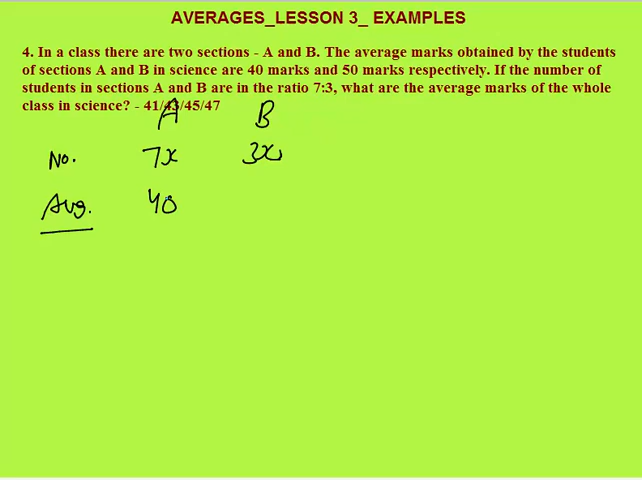 AVERAGES_LESSON 3_ EXAMPLES
4. In a class there are two sections - A and B. The average marks obtained by the students
of sections A and B in science are 40 marks and 50 marks respectively. If the number of
students in sections A and B are in the ratio 7:3, what are the average marks of the whole
class in science? - 41/43/45/47
A B
No. 7x 3x
Avg. 40